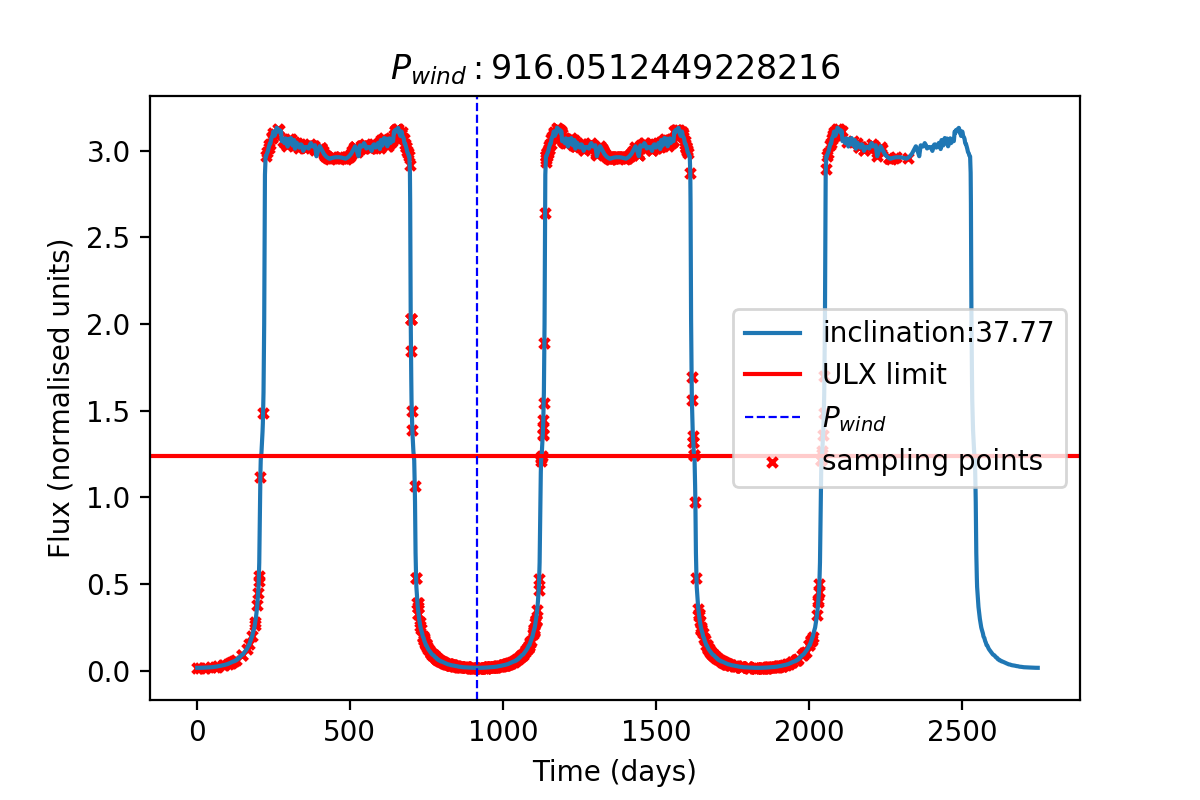 P_wind : 916.0512449228216
3.0
2.5
2.0
1.5
1.0
0.5
0.0
Flux (normalised units)
inclination:37.77
ULX limit
P_wind
sampling points
0 500 1000 1500 2000 2500
Time (days)